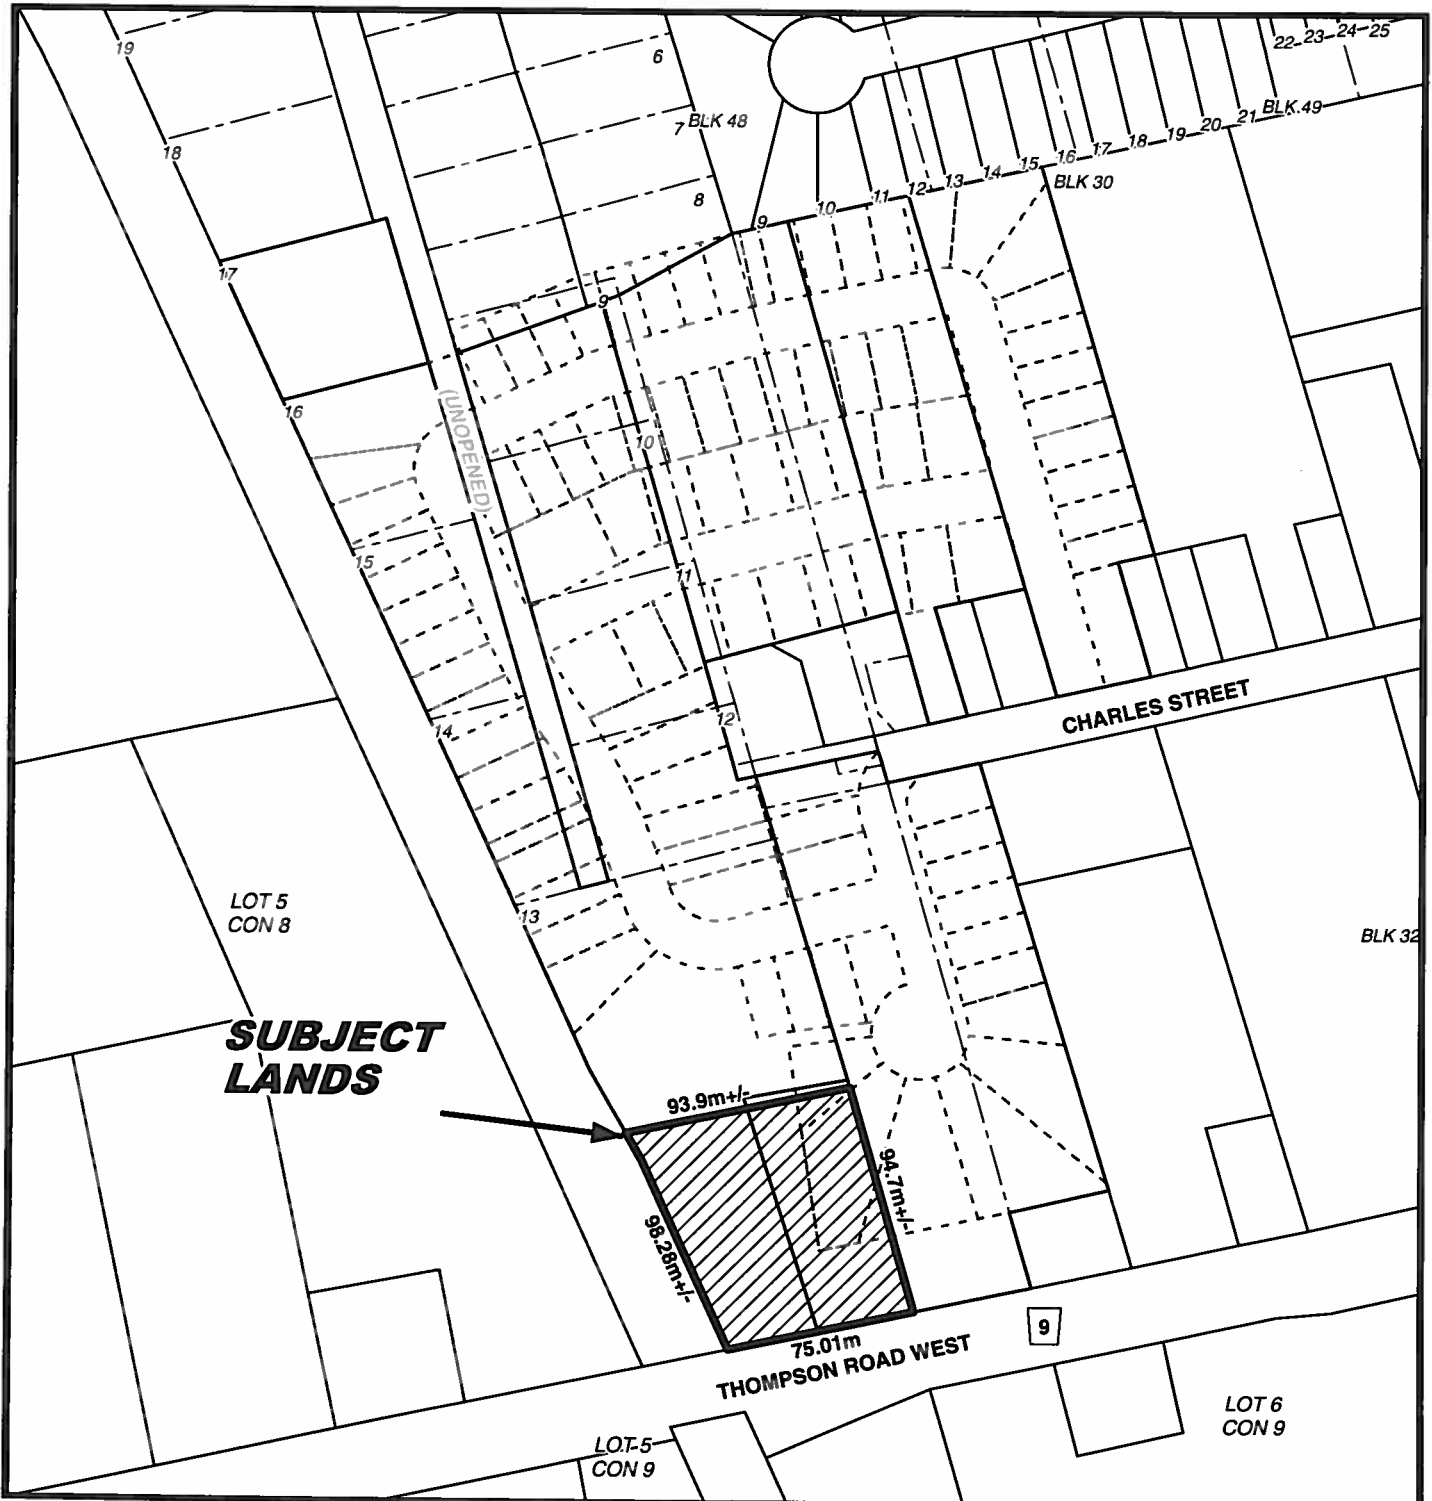 19
6
22 23 24 25
18
7
BLK 48
BLK 49
21
20
19
18
17
16
15
14
13
12
11
10
9
BLK 30
8
17
9
16
(UNOPENED)
10
15
11
14
12
CHARLES STREET
LOT 5
CON 8
13
BLK 32
SUBJECT
LANDS
93.9m+/-
94.7m+/-
98.28m+/-
75.01m
THOMPSON ROAD WEST
9
LOT 6
CON 9
LOT 5
CON 9